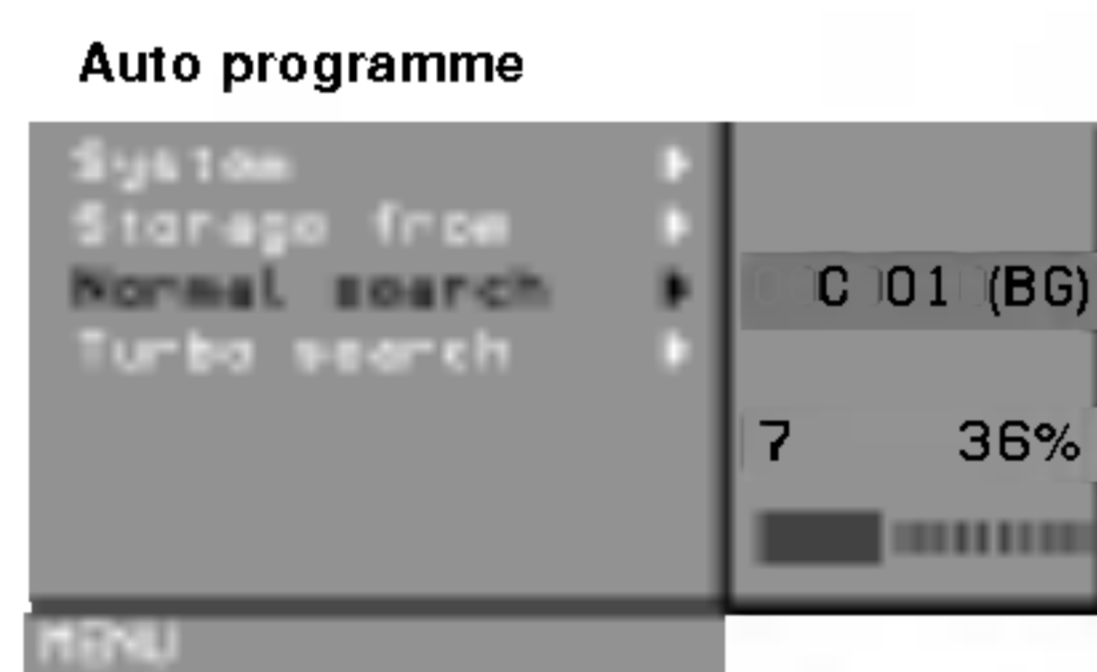 Auto programme
System
Storage from
Normal search
Turbo search
C 01 (BG)
7 36%
MENU